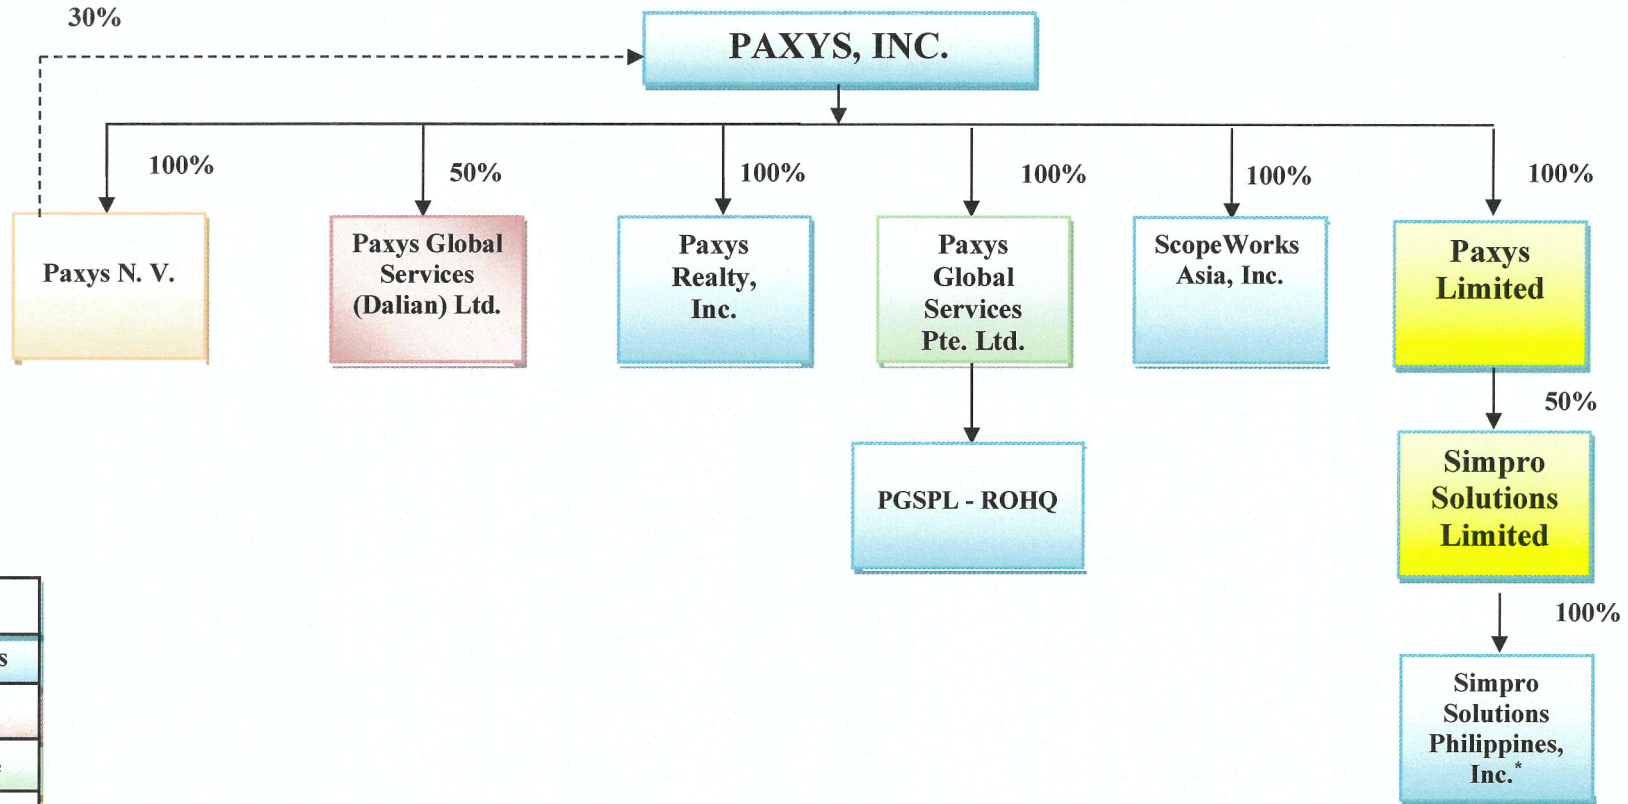 30%
PAXYS, INC.
100%
50%
100%
100%
100%
100%
Paxys N. V.
Paxys Global
Services
(Dalian) Ltd.
Paxys
Realty,
Inc.
Paxys
Global
Services
Pte. Ltd.
ScopeWorks
Asia, Inc.
Paxys
Limited
50%
PGSPL - ROHQ
Simpro
Solutions
Limited
100%
Simpro
Solutions
Philippines,
Inc.*